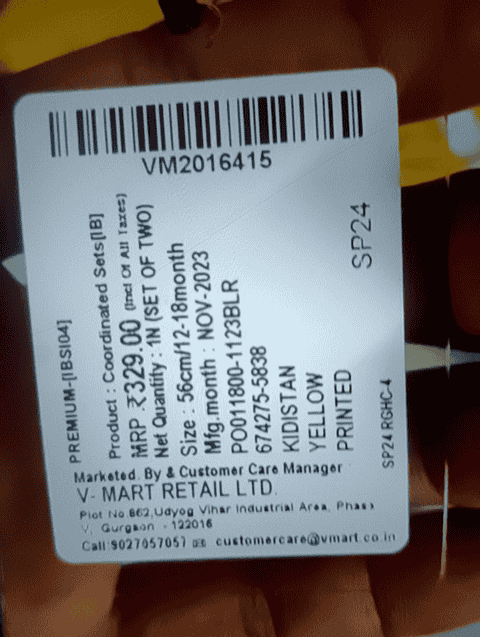 VM2016415
PREMIUM-[IBSI04]
Product : Coordinated Sets[IB]
MRP :₹329.00 (Incl Of All Taxes)
Net Quantity : 1N (SET OF TWO)
Size : 56cm/12-18month
Mfg.month : NOV-2023
PO011800-1123BLR
674275-5838
KIDISTAN
YELLOW
PRINTED
SP24
SP24 RGHC-4
Marketed By & Customer Care Manager
V- MART RETAIL LTD.
Plot No.862,Udyog Vihar Industrial Area, Phase
V, Gurgaon - 122016
Call:9027057057 ✉ customercare@vmart.co.in